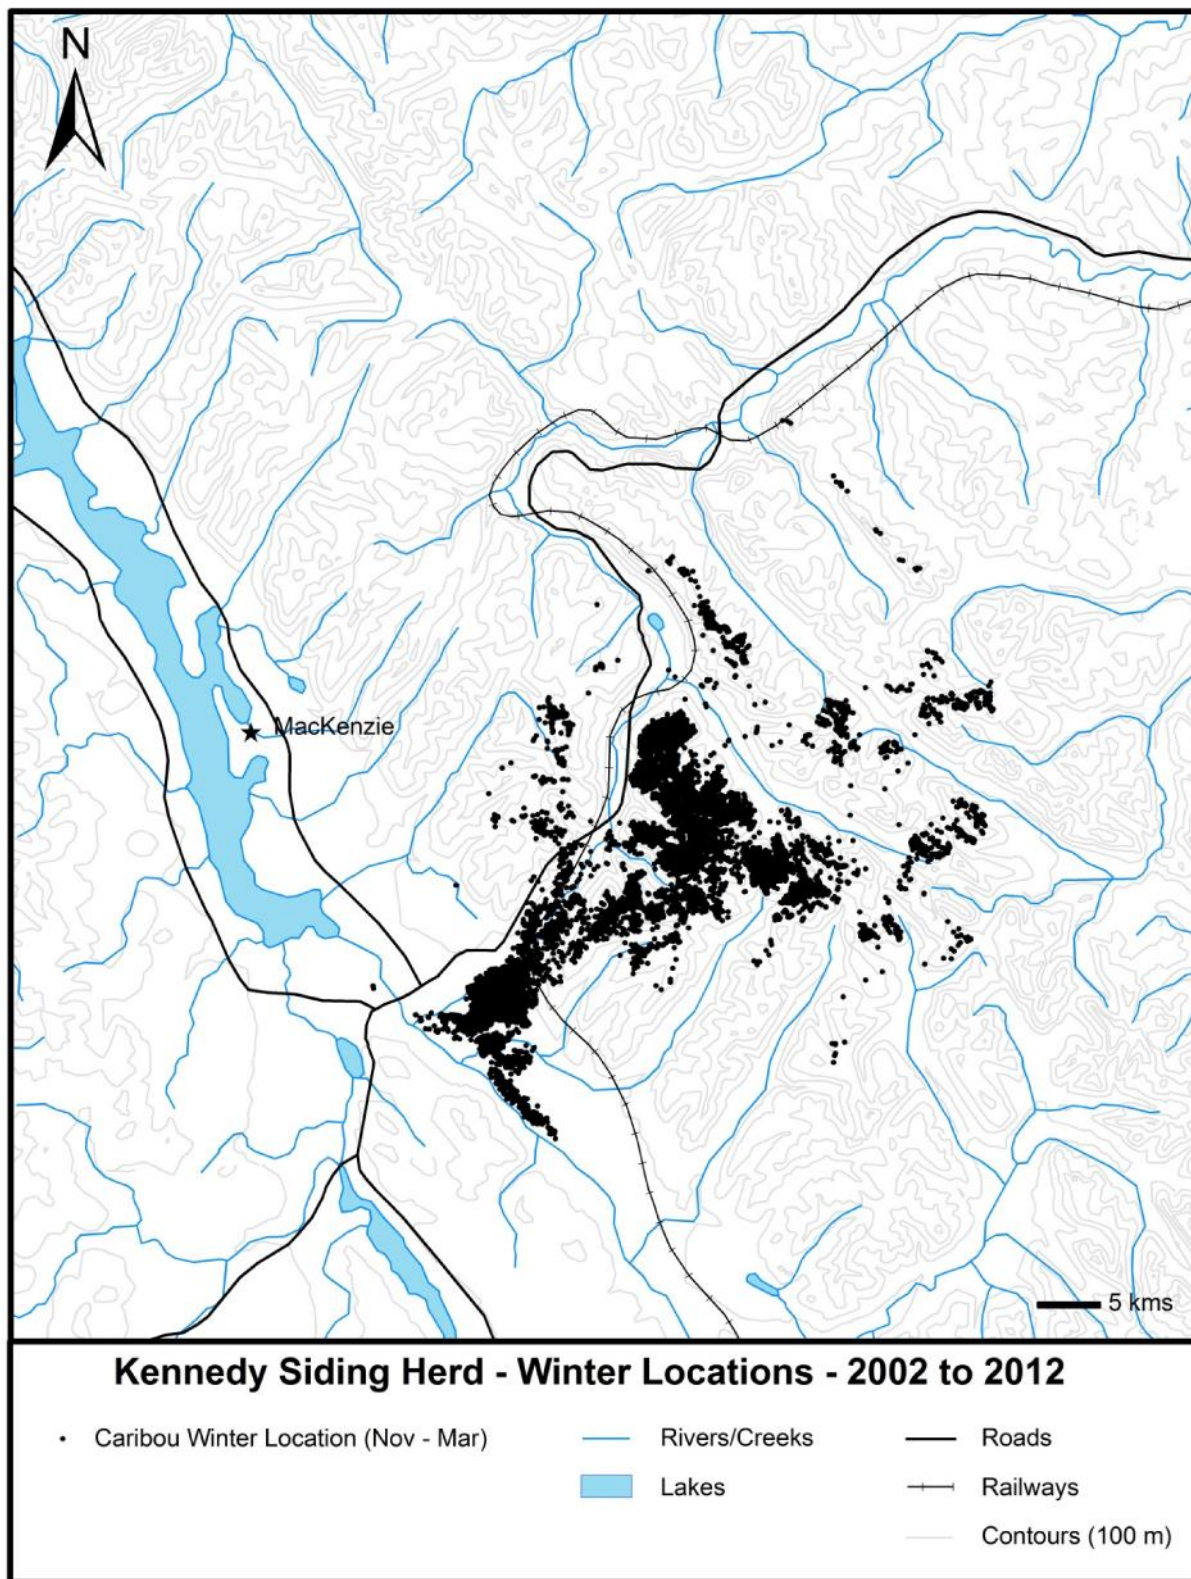 N
MacKenzie
5 kms
Kennedy Siding Herd - Winter Locations - 2002 to 2012
Caribou Winter Location (Nov - Mar)
Rivers/Creeks
Roads
Lakes
Railways
Contours (100 m)